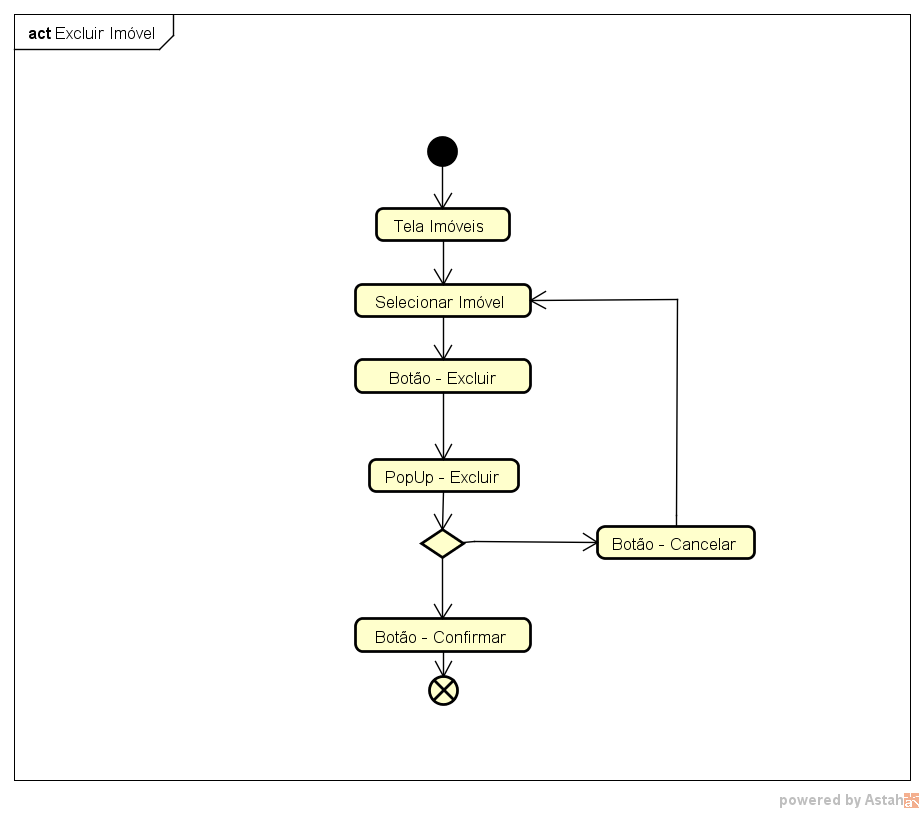 act Excluir Imóvel
Tela Imóveis
Selecionar Imóvel
Botão - Excluir
PopUp - Excluir
Botão - Cancelar
Botão - Confirmar
powered by Astah